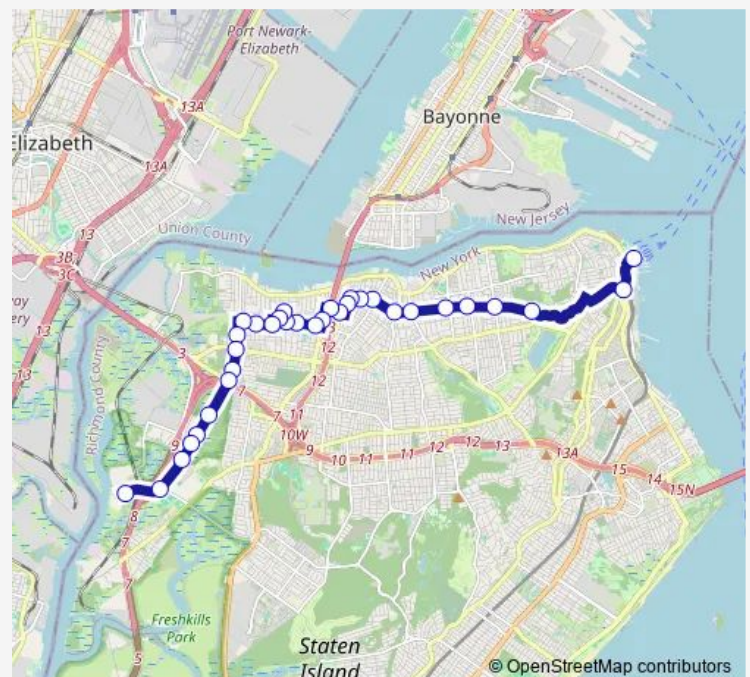 Port Newark-
Elizabeth
13A
Elizabeth
Bayonne
13A
13
New Jersey
Union County
3B
3C
New York
13
3
13
12
Richmond County
12
7
11
7
10W
9
9
10
11
11
12
12
13
13A
15
14
15N
8
7
7
Freshkills
Park
5
Staten
Island
© OpenStreetMap contributors